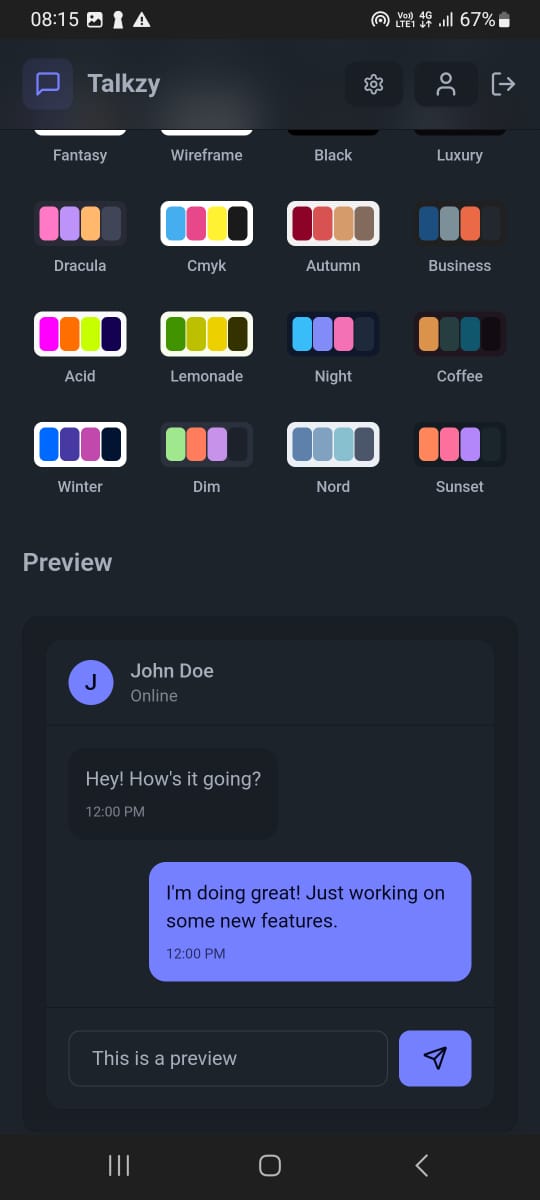 08:15
Vo)) 4G
LTE1
67%
Talkzy
Fantasy Wireframe Black Luxury
Dracula Cmyk Autumn Business
Acid Lemonade Night Coffee
Winter Dim Nord Sunset
Preview
J
John Doe
Online
Hey! How's it going?
12:00 PM
I'm doing great! Just working on
some new features.
12:00 PM
This is a preview